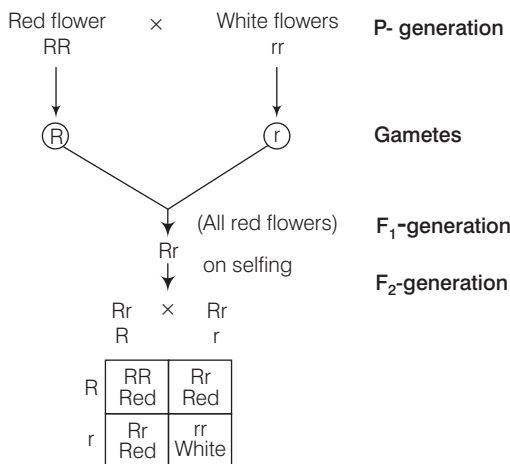 Red flower × White flowers P- generation
RR rr
R r Gametes
(All red flowers) F₁-generation
Rr
on selfing
F₂-generation
Rr × Rr
R r
R RR Rr
Red Red
r Rr rr
Red White